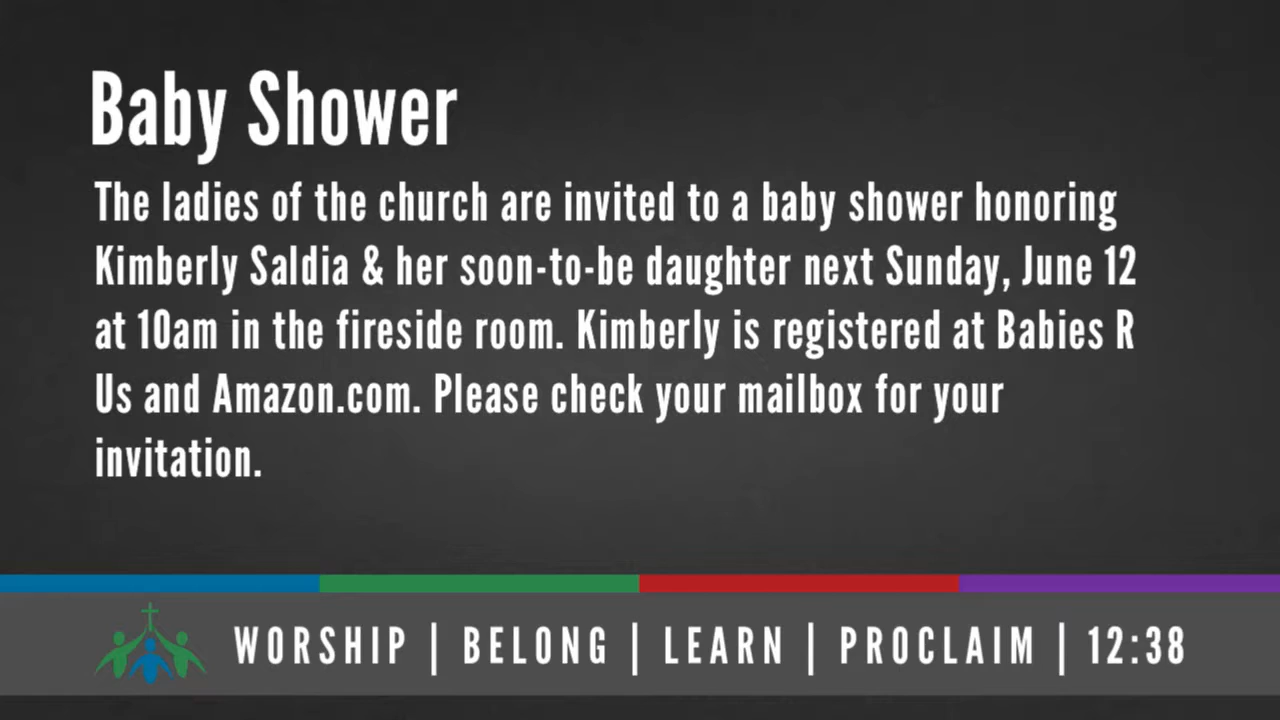 Baby Shower
The ladies of the church are invited to a baby shower honoring
Kimberly Saldia & her soon-to-be daughter next Sunday, June 12
at 10am in the fireside room. Kimberly is registered at Babies R
Us and Amazon.com. Please check your mailbox for your
invitation.
WORSHIP | BELONG | LEARN | PROCLAIM | 12:38